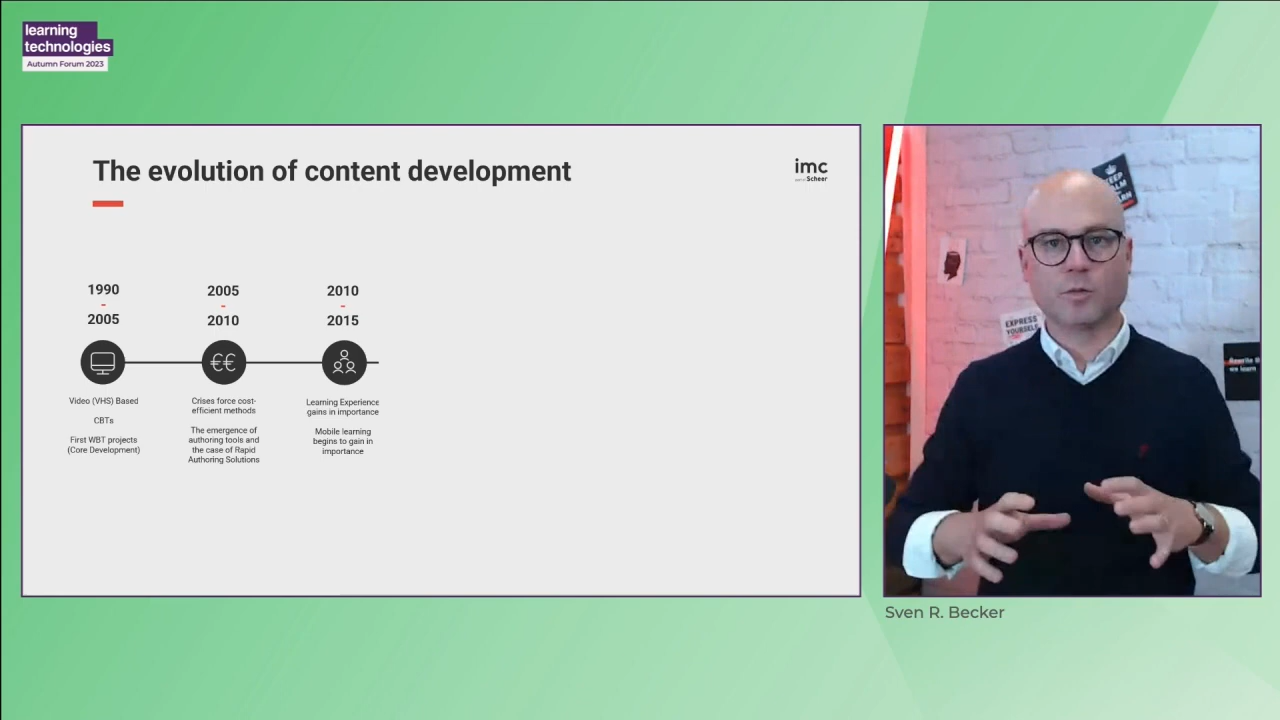 learning
technologies
Autumn Forum 2023
The evolution of content development
imc
Scheer
1990
-
2005
2005
-
2010
2010
-
2015
€€
Video (VHS) Based
CBTs
First WBT projects
(Core Development)
Crises force cost-
efficient methods
The emergence of
authoring tools and
the case of Rapid
Authoring Solutions
Learning Experience
gains in importance
Mobile learning
begins to gain in
importance
EXPRESS
YOURSELF
Sven R. Becker